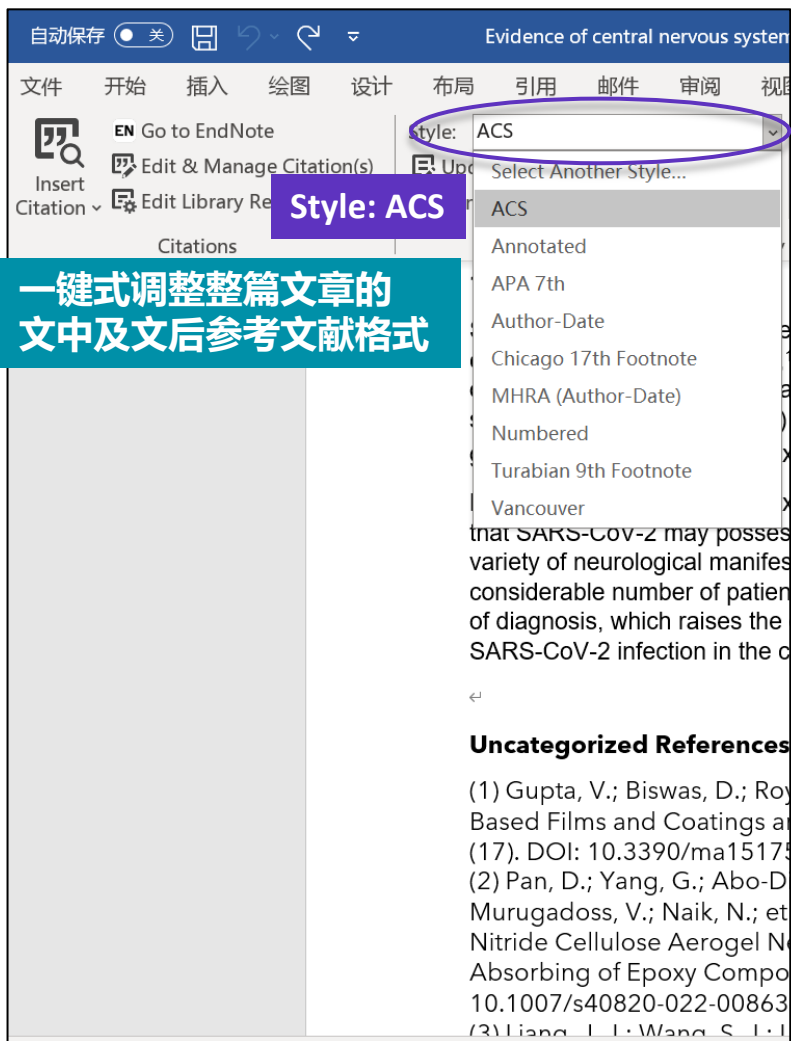 自动保存 关 Evidence of central nervous system
文件 开始 插入 绘图 设计 布局 引用 邮件 审阅
EN Go to EndNote
Style: ACS
Edit & Manage Citation(s)
Insert
Citation
Edit Library
Select Another Style...
Style: ACS
ACS
Citations
Annotated
一键式调整整篇文章的
文中及文后参考文献格式
APA 7th
Author-Date
Chicago 17th Footnote
MHRA (Author-Date)
Numbered
Turabian 9th Footnote
Vancouver
that SARS-CoV-2 may posses
variety of neurological manifes
considerable number of patien
of diagnosis, which raises the
SARS-CoV-2 infection in the c
Uncategorized References
(1) Gupta, V.; Biswas, D.; Roy
Based Films and Coatings a
(17). DOI: 10.3390/ma15175
(2) Pan, D.; Yang, G.; Abo-D
Murugadoss, V.; Naik, N.; et
Nitride Cellulose Aerogel N
Absorbing of Epoxy Compo
10.1007/s40820-022-00863